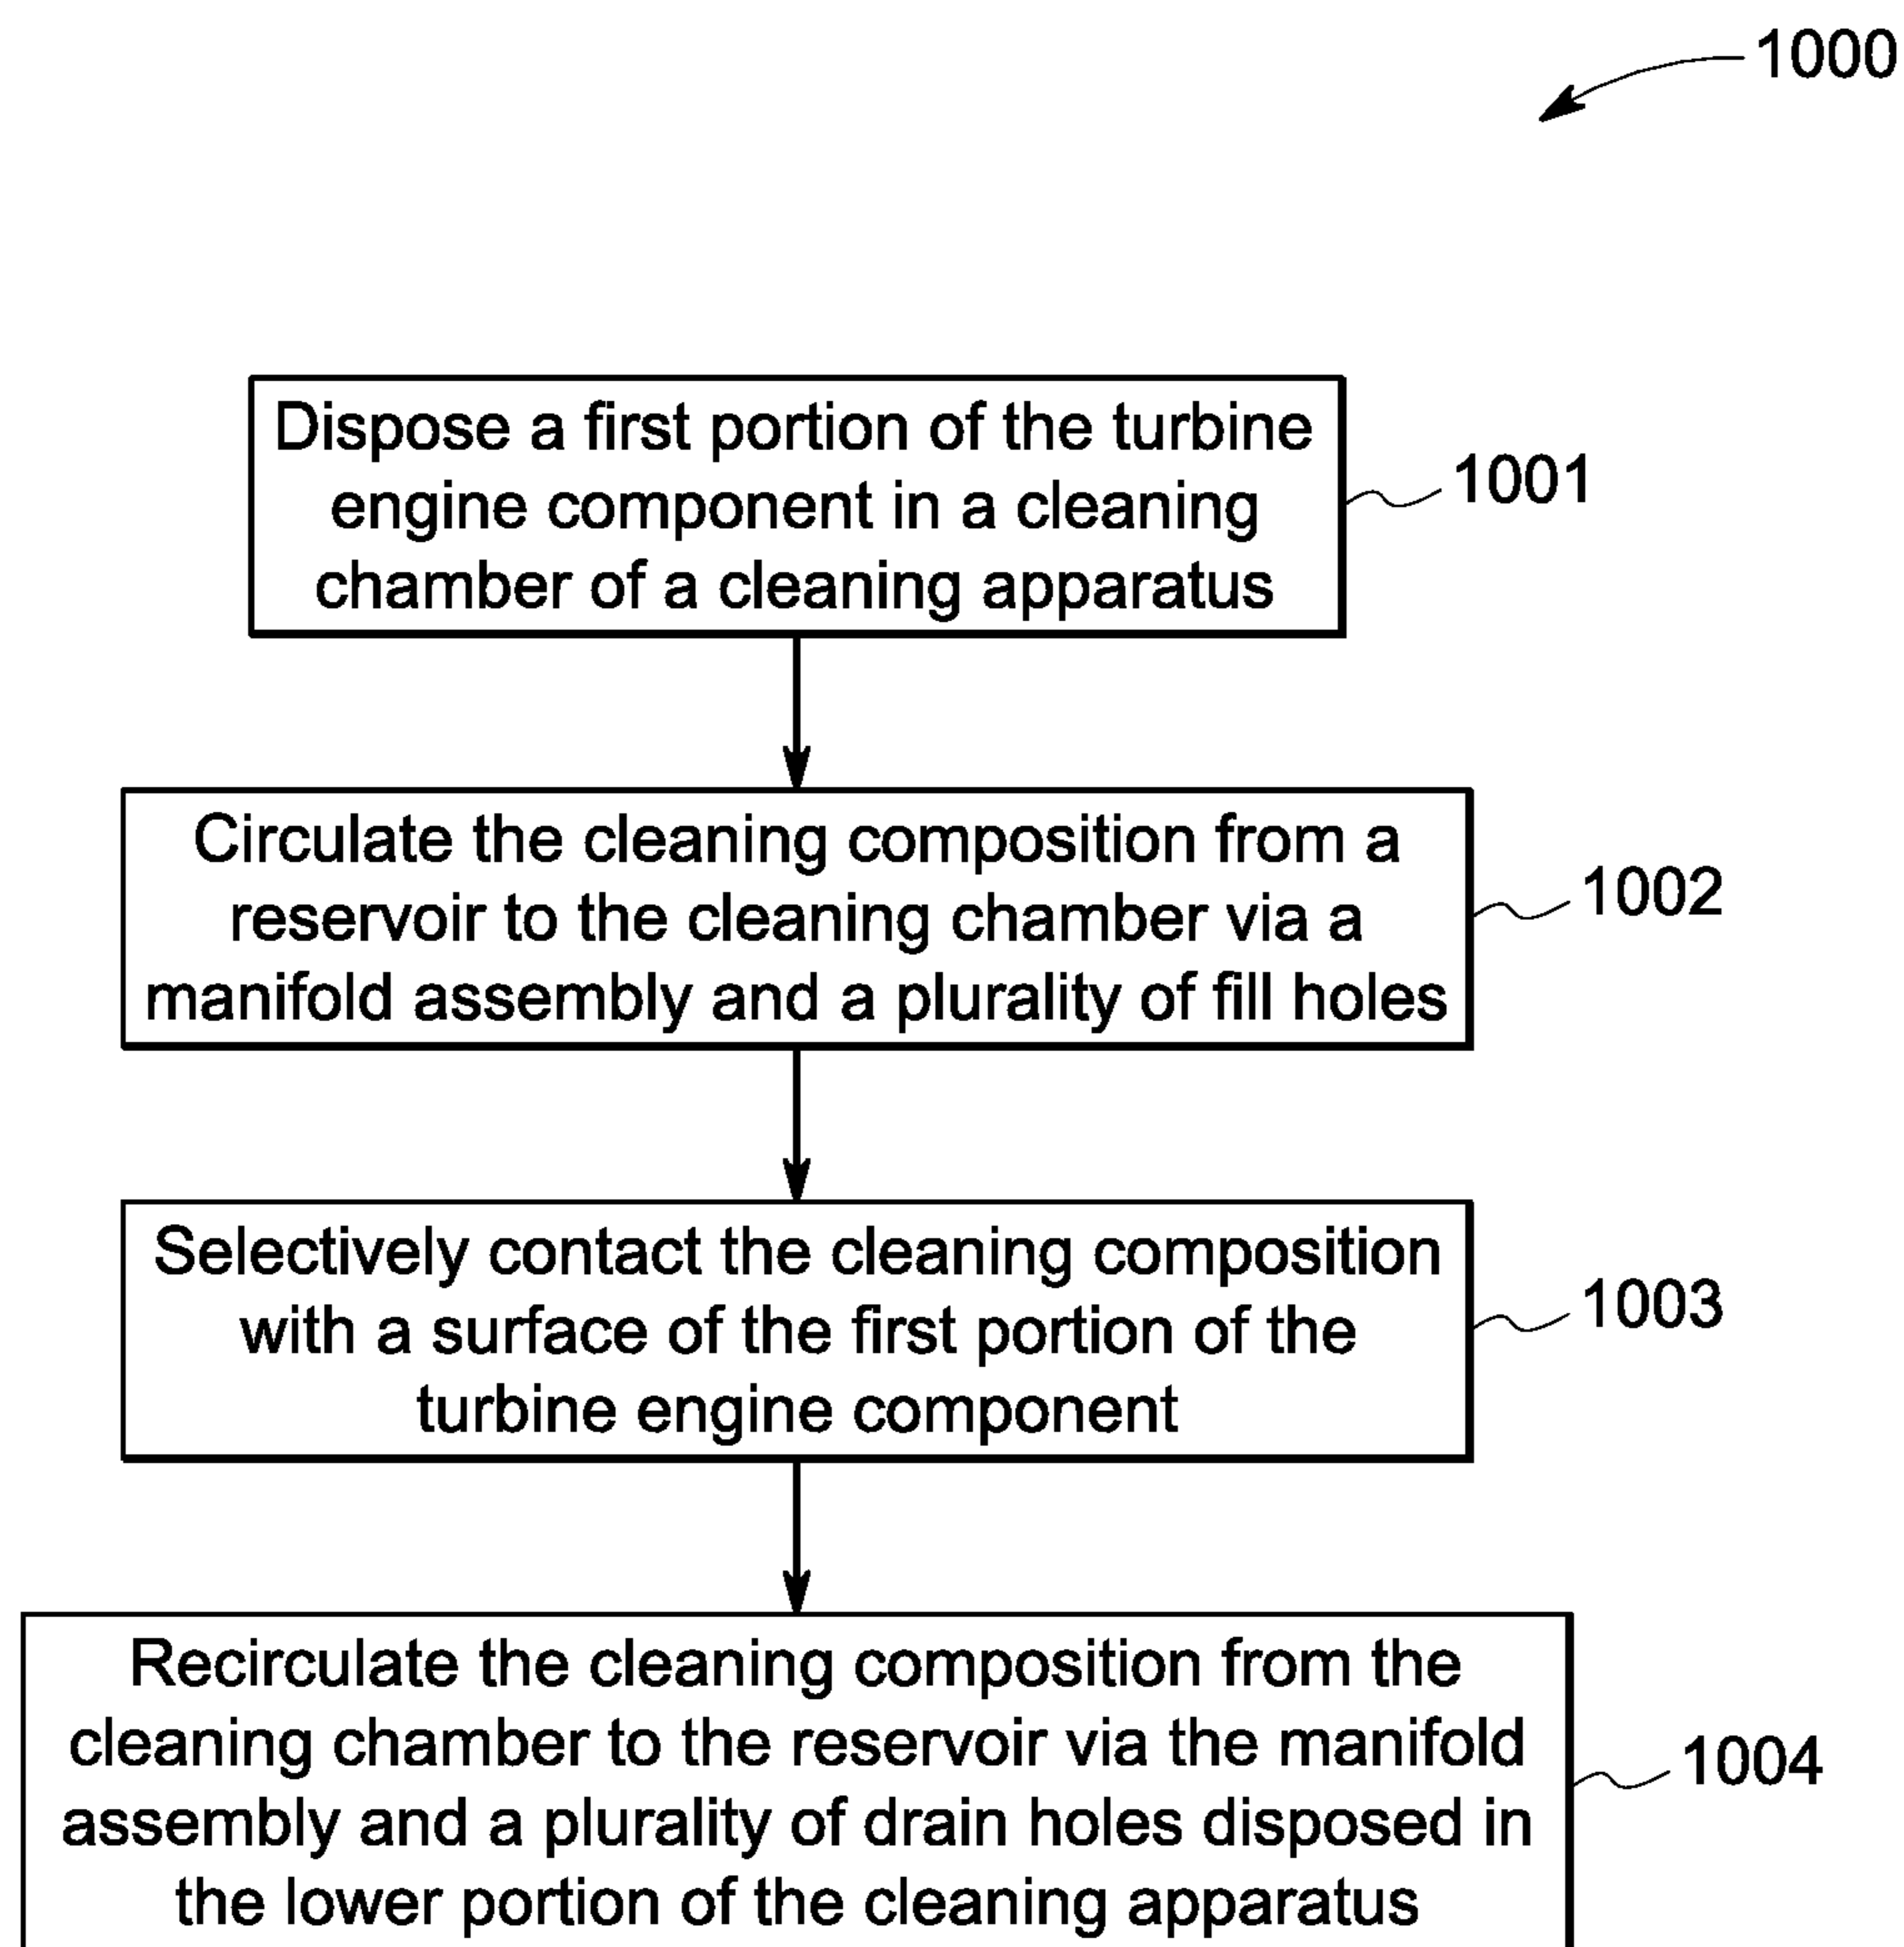 1000
Dispose a first portion of the turbine
engine component in a cleaning
chamber of a cleaning apparatus
1001
Circulate the cleaning composition from a
reservoir to the cleaning chamber via a
manifold assembly and a plurality of fill holes
1002
Selectively contact the cleaning composition
with a surface of the first portion of the
turbine engine component
1003
Recirculate the cleaning composition from the
cleaning chamber to the reservoir via the manifold
assembly and a plurality of drain holes disposed in
the lower portion of the cleaning apparatus
1004